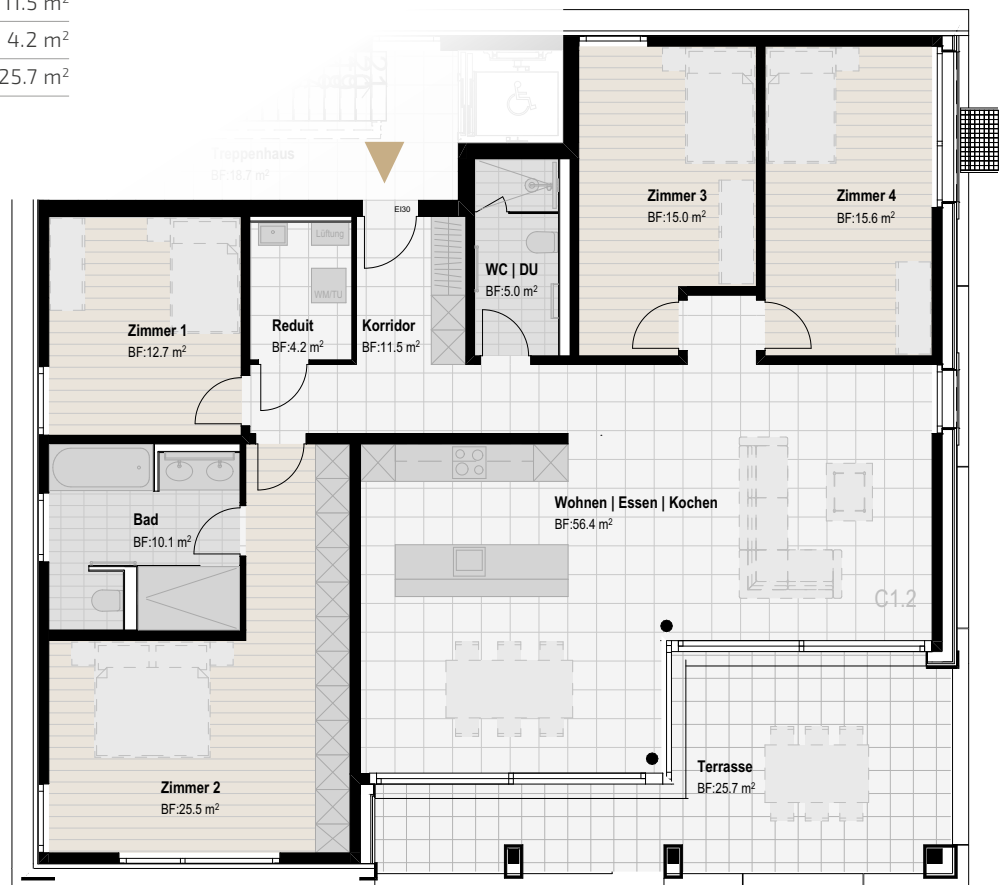 11.5 m²
4.2 m²
25.7 m²
Treppenhaus
BF:18.7 m²
EI30
Lüftung
WM/TU
Zimmer 3
BF:15.0 m²
Zimmer 4
BF:15.6 m²
WC | DU
BF:5.0 m²
Zimmer 1
BF:12.7 m²
Reduit
BF:4.2 m²
Korridor
BF:11.5 m²
Wohnen | Essen | Kochen
BF:56.4 m²
Bad
BF:10.1 m²
C1.2
Terrasse
BF:25.7 m²
Zimmer 2
BF:25.5 m²